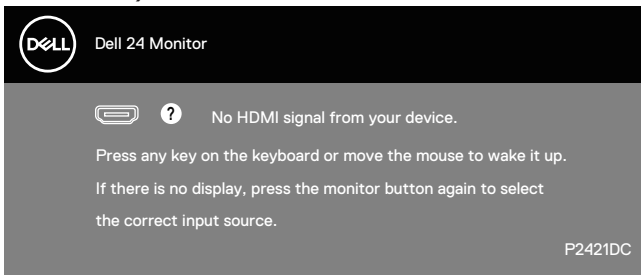 DELL
Dell 24 Monitor
? No HDMI signal from your device.
Press any key on the keyboard or move the mouse to wake it up.
If there is no display, press the monitor button again to select
the correct input source.
P2421DC